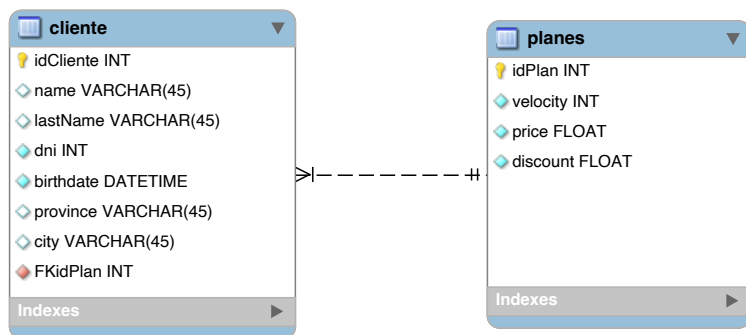 cliente
idCliente INT
name VARCHAR(45)
lastName VARCHAR(45)
dni INT
birthdate DATETIME
province VARCHAR(45)
city VARCHAR(45)
FKidPlan INT
Indexes
planes
idPlan INT
velocity INT
price FLOAT
discount FLOAT
Indexes